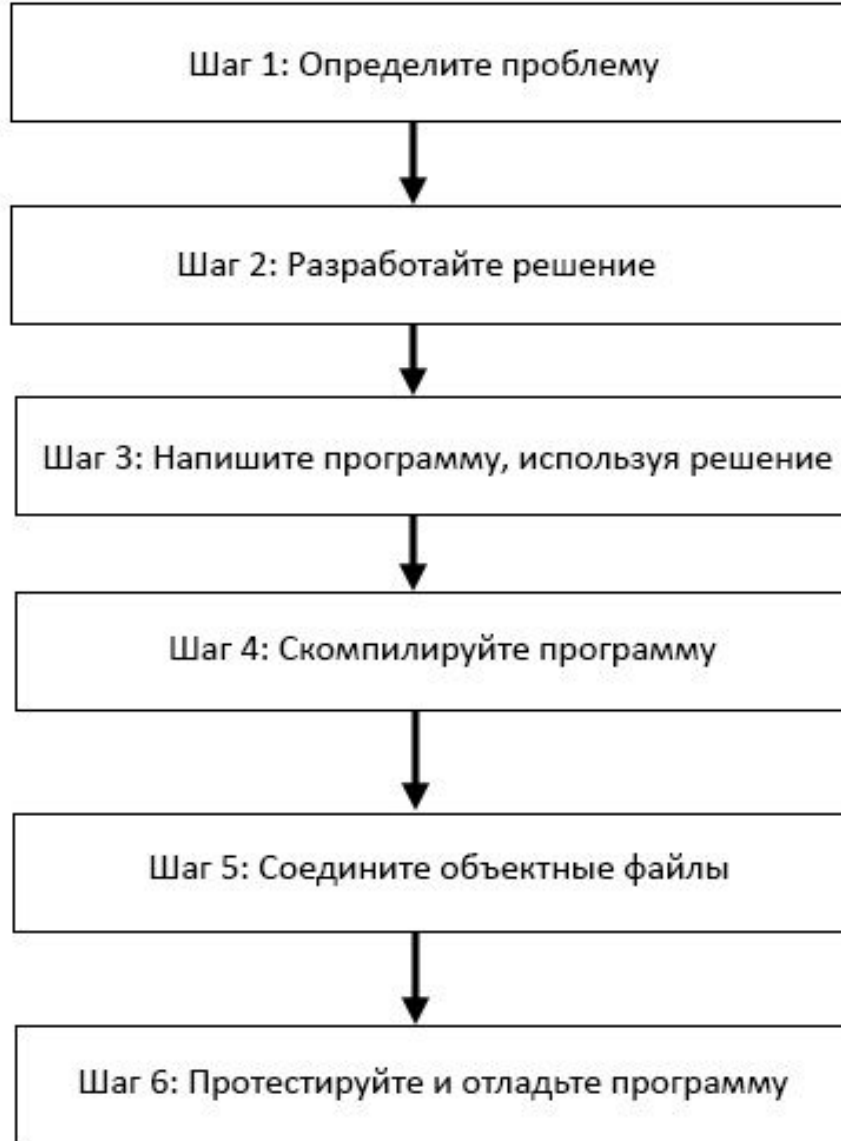 Шаг 1: Определите проблему
Шаг 2: Разработайте решение
Шаг 3: Напишите программу, используя решение
Шаг 4: Скомпилируйте программу
Шаг 5: Соедините объектные файлы
Шаг 6: Протестируйте и отладьте программу